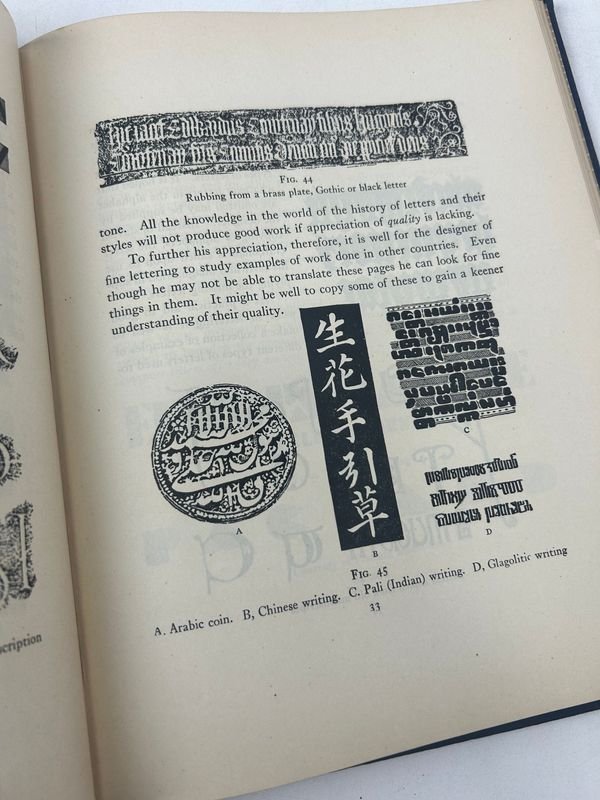 FIG. 44
Rubbing from a brass plate, Gothic or black letter
tone. All the knowledge in the world of the history of letters and their
styles will not produce good work if appreciation of quality is lacking.
To further his appreciation, therefore, it is well for the designer of
fine lettering to study examples of work done in other countries. Even
though he may not be able to translate these pages he can look for fine
things in them. It might be well to copy some of these to gain a keener
understanding of their quality.
生花手引草
A
B
C
D
FIG. 45
A. Arabic coin. B, Chinese writing. C. Pali (Indian) writing. D, Glagolitic writing
33
scription